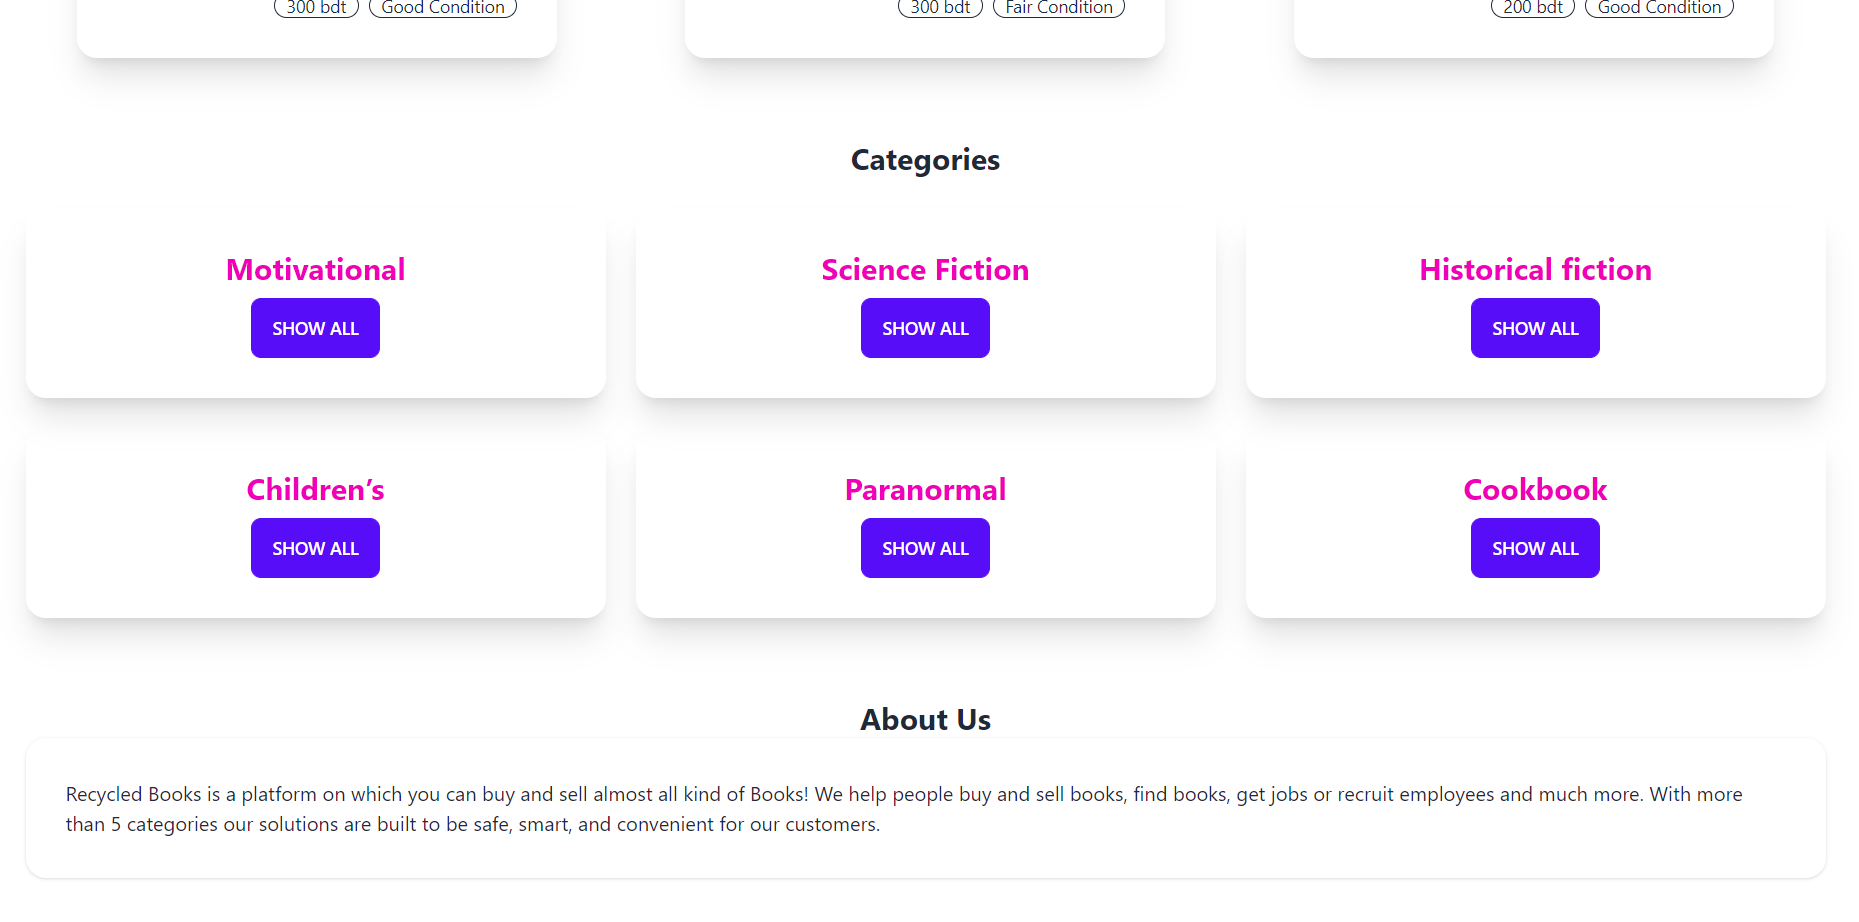 300 bdt Good Condition 300 bdt Fair Condition 200 bdt Good Condition
Categories
Motivational Science Fiction Historical fiction
SHOW ALL SHOW ALL SHOW ALL
Children’s Paranormal Cookbook
SHOW ALL SHOW ALL SHOW ALL
About Us
Recycled Books is a platform on which you can buy and sell almost all kind of Books! We help people buy and sell books, find books, get jobs or recruit employees and much more. With more
than 5 categories our solutions are built to be safe, smart, and convenient for our customers.